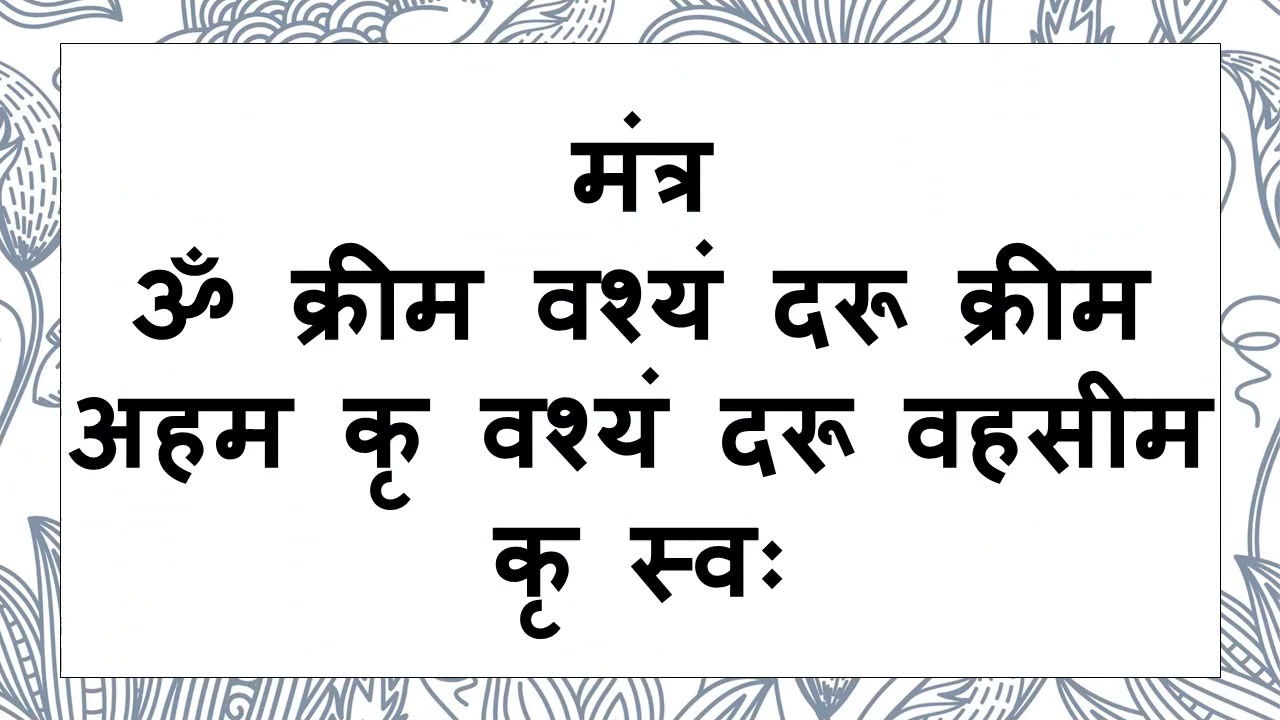 मंत्र
ॐ क्रीम वश्यं दरू क्रीम
अहम कृ वश्यं दरू वहसीम
कृ स्वः